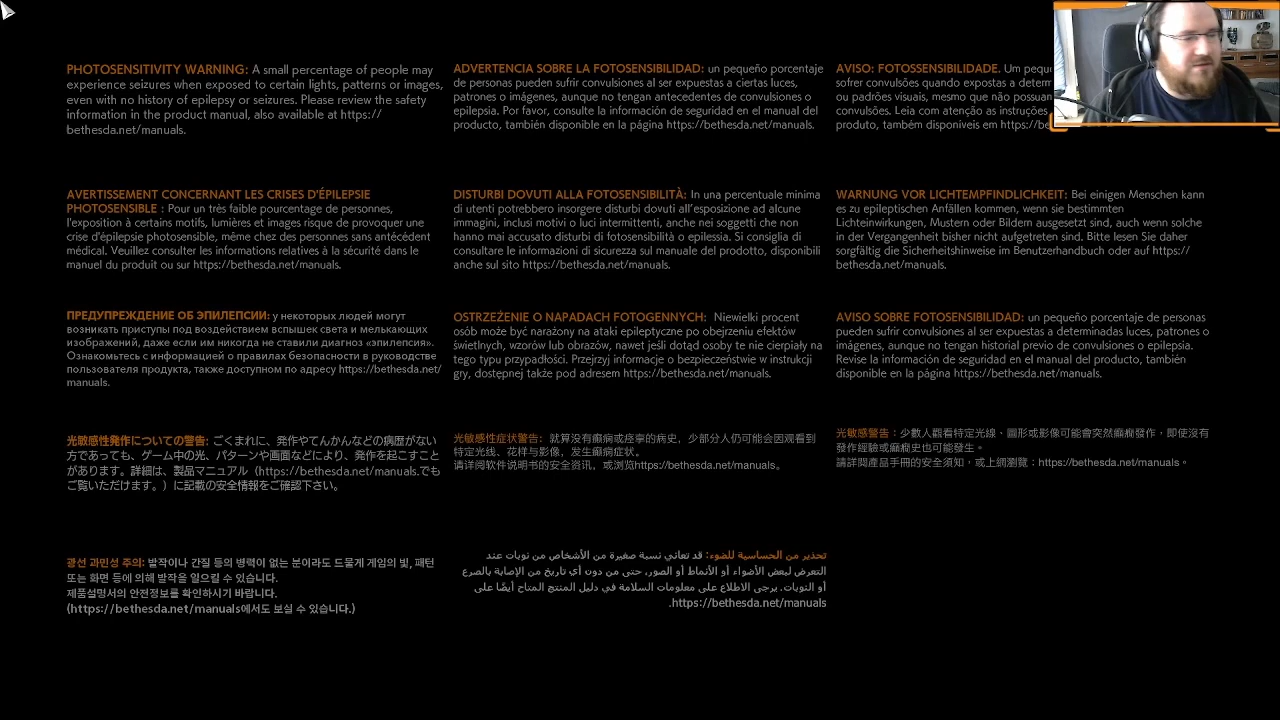 PHOTOSENSITIVITY WARNING: A small percentage of people may
experience seizures when exposed to certain lights, patterns or images,
even with no history of epilepsy or seizures. Please review the safety
information in the product manual, also available at https://
bethesda.net/manuals.
ADVERTENCIA SOBRE LA FOTOSENSIBILIDAD: un pequeño porcentaje
de personas pueden sufrir convulsiones al ser expuestas a ciertas luces,
patrones o imágenes, aunque no tengan antecedentes de convulsiones o
epilepsia. Por favor, consulte la información de seguridad en el manual del
producto, también disponible en la página https://bethesda.net/manuals.
AVISO: FOTOSSENSIBILIDADE. Um
sofrer convulsões quando expostas a
ou padrões visuais, mesmo que não
convulsões. Leia com atenção as instruções
produto, também disponíveis em
AVERTISSEMENT CONCERNANT LES CRISES D'ÉPILEPSIE
PHOTOSENSIBLE : Pour un très faible pourcentage de personnes,
l'exposition à certains motifs, lumières et images risque de provoquer une
crise d'épilepsie photosensible, même chez des personnes sans antécédent
médical. Veuillez consulter les informations relatives à la sécurité dans le
manuel du produit ou sur https://bethesda.net/manuals.
DISTURBI DOVUTI ALLA FOTOSENSIBILITÀ: In una percentuale minima
di utenti potrebbero insorgere disturbi dovuti all'esposizione ad alcune
immagini, inclusi motivi o luci intermittenti, anche nei soggetti che non
hanno mai accusato disturbi di fotosensibilità o epilessia. Si consiglia di
consultare le informazioni di sicurezza sul manuale del prodotto, disponibili
anche sul sito https://bethesda.net/manuals.
WARNUNG VOR LICHTEMPFINDLICHKEIT: Bei einigen Menschen kann
es zu epileptischen Anfällen kommen, wenn sie bestimmten
Lichteinwirkungen, Mustern oder Bildern ausgesetzt sind, auch wenn solche
in der Vergangenheit bisher nicht aufgetreten sind. Bitte lesen Sie daher
sorgfältig die Sicherheitshinweise im Benutzerhandbuch oder auf https://
bethesda.net/manuals.
ПРЕДУПРЕЖДЕНИЕ ОБ ЭПИЛЕПСИИ: у некоторых людей могут
возникать приступы под воздействием вспышек света и мелькающих
изображений, даже если им никогда не ставили диагноз «эпилепсия».
Ознакомьтесь с информацией о правилах безопасности в руководстве
пользователя продукта, также доступном по адресу https://bethesda.net/
manuals.
OSTRZEŻENIE O NAPADACH FOTOGENNYCH: Niewielki procent
osób może być narażony na ataki epileptyczne po obejrzeniu efektów
świetlnych, wzorów lub obrazów, nawet jeśli dotąd osoby te nie cierpiały na
tego typu przypadłości. Przejrzyj informacje o bezpieczeństwie w instrukcji
gry, dostępnej także pod adresem https://bethesda.net/manuals.
AVISO SOBRE FOTOSENSIBILIDAD: un pequeño porcentaje de personas
pueden sufrir convulsiones al ser expuestas a determinadas luces, patrones o
imágenes, aunque no tengan historial previo de convulsiones o epilepsia.
Revise la información de seguridad en el manual del producto, también
disponible en la página https://bethesda.net/manuals.
光敏感性発作についての警告: ごくまれに、発作やてんかんなどの病歴がない
方であっても、ゲーム中の光、パターンや画面などにより、発作を起こすこと
があります。詳細は、製品マニュアル（https://bethesda.net/manuals.でも
ご覧いただけます。）に記載の安全情報をご確認下さい。
光敏感性症状警告：就算没有癫痫或痉挛的病史，少部分人仍可能会因观看到
特定光线、花样与影像，发生癫痫症状。
请详阅软件说明书的安全资讯，或浏览https://bethesda.net/manuals。
光敏感警告：少數人觀看特定光線、圖形或影像可能會突然癲癇發作，即使沒有
發作經驗或癲癇史也可能發生。
請詳閱產品手冊的安全須知，或上網瀏覽：https://bethesda.net/manuals。
광선 과민성 주의: 발작이나 간질 등의 병력이 없는 분이라도 드물게 게임의 빛, 패턴
또는 화면 등에 의해 발작을 일으킬 수 있습니다.
제품설명서의 안전정보를 확인하시기 바랍니다.
(https://bethesda.net/manuals에서도 보실 수 있습니다.)
تحذير من الحساسية للضوء: قد تعاني نسبة صغيرة من الأشخاص من نوبات عند
التعرض لبعض الأضواء أو الأنماط أو الصور، حتى من دون أي تاريخ من الإصابة بالصرع
أو النوبات. يرجى الاطلاع على معلومات السلامة في دليل المنتج المتاح أيضًا على
https://bethesda.net/manuals.